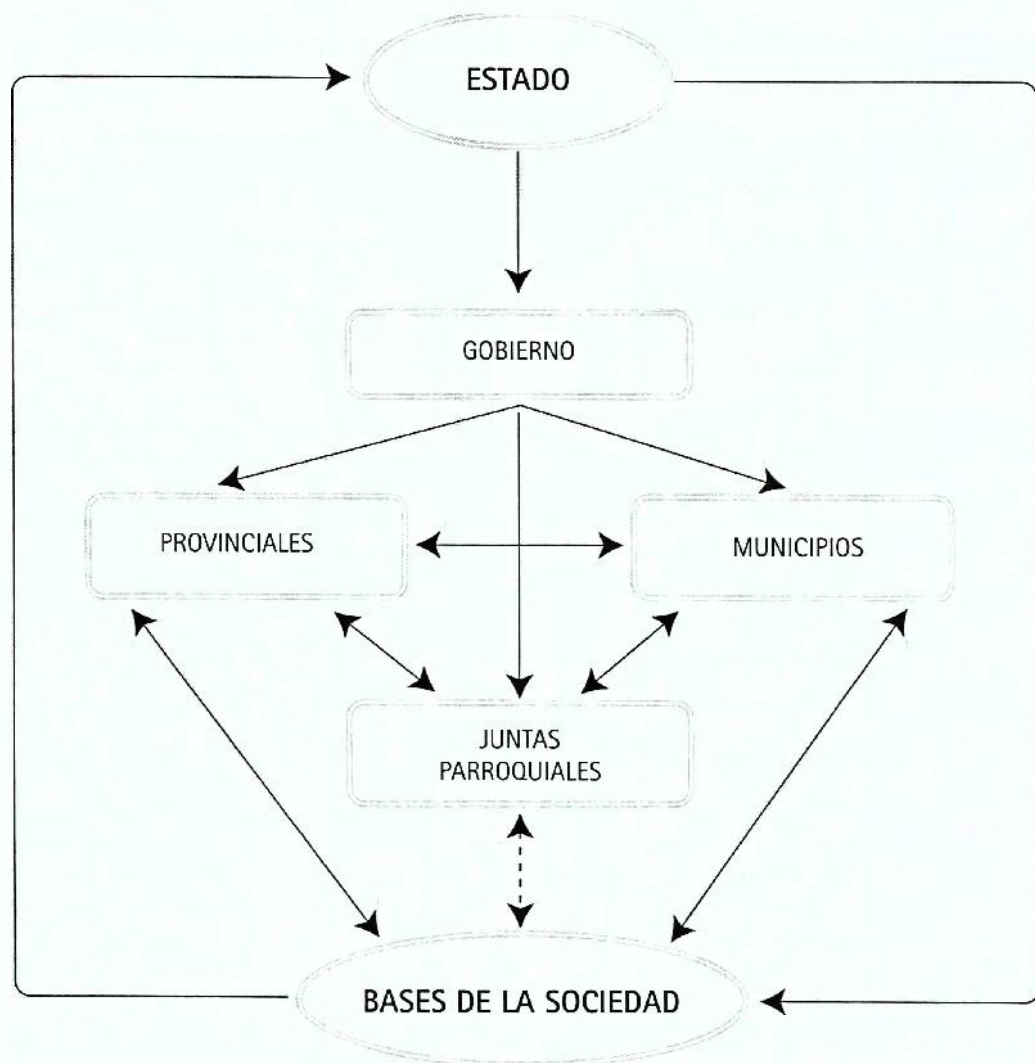 ESTADO
GOBIERNO
PROVINCIALES
MUNICIPIOS
JUNTAS
PARROQUIALES
BASES DE LA SOCIEDAD